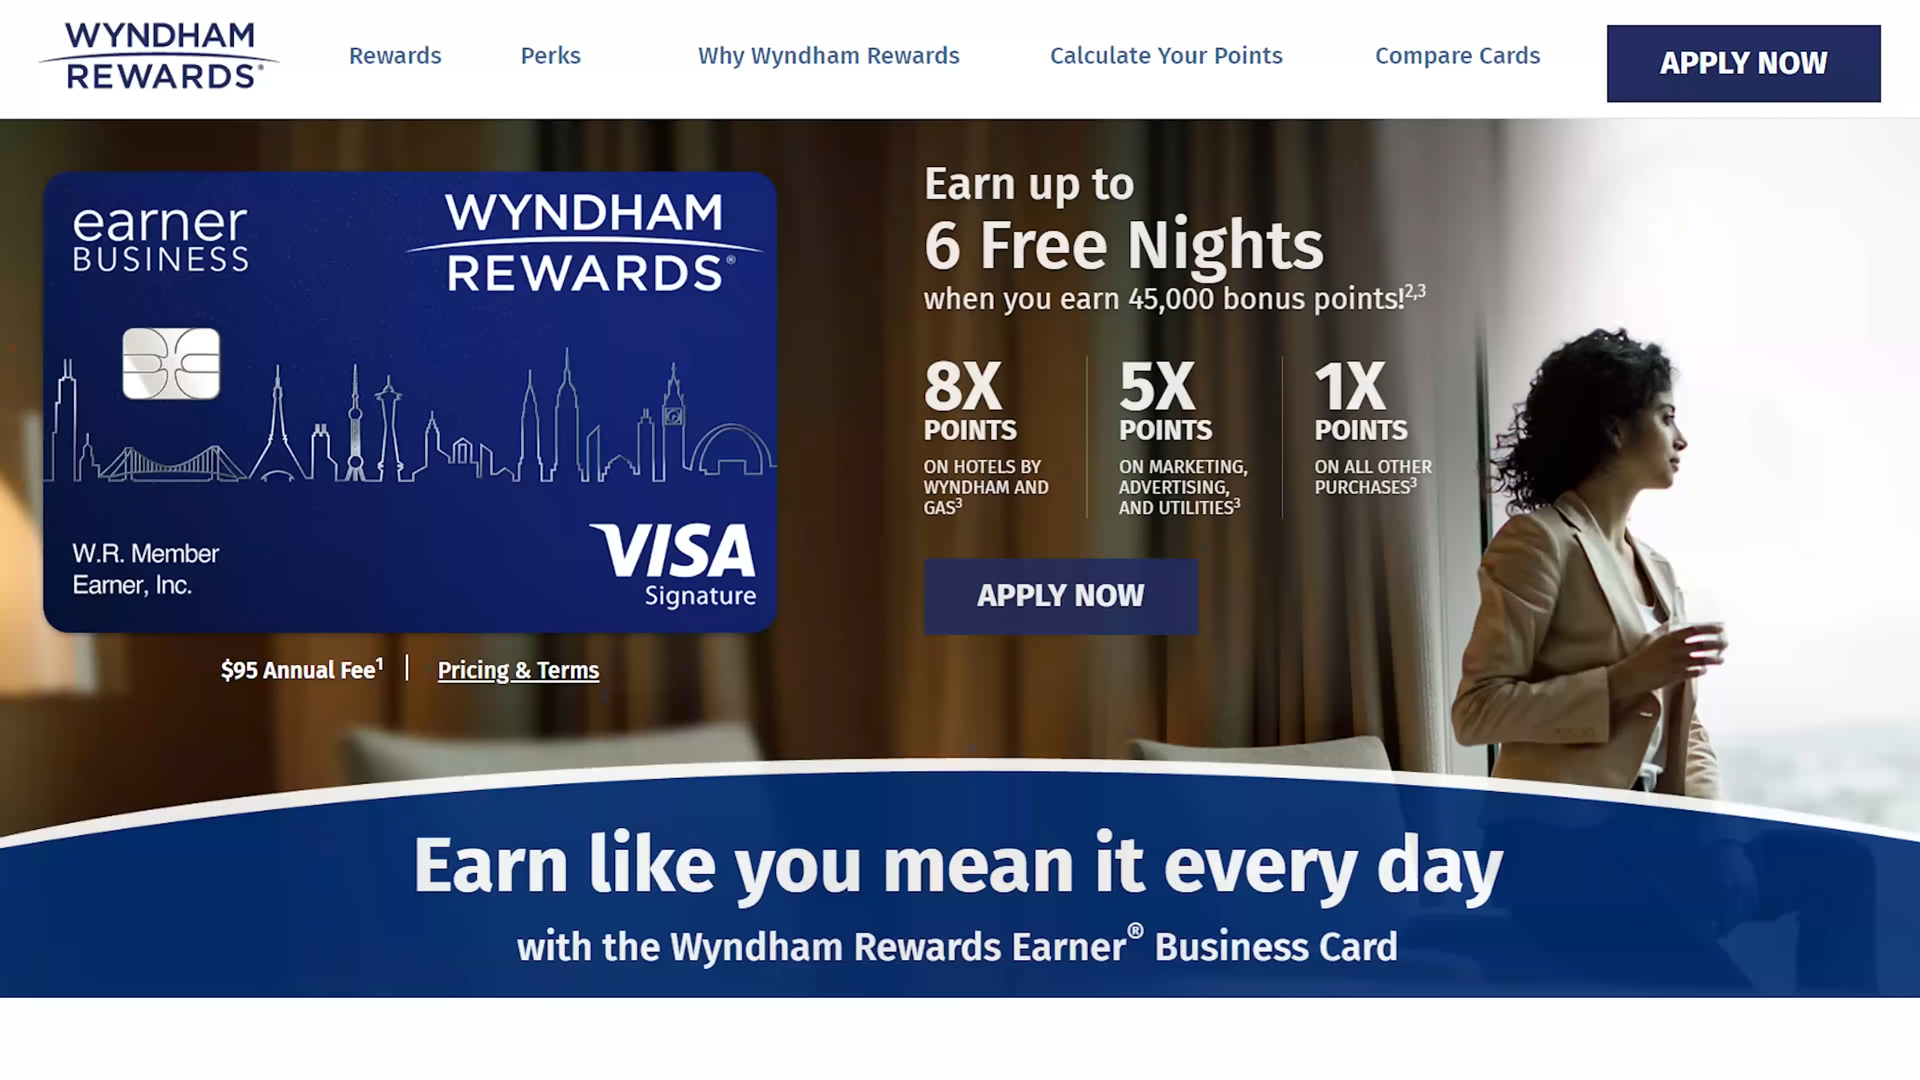 WYNDHAM
REWARDS®
Rewards
Perks
Why Wyndham Rewards
Calculate Your Points
Compare Cards
APPLY NOW
earner
BUSINESS
WYNDHAM
REWARDS®
W.R. Member
Earner, Inc.
VISA
Signature
$95 Annual Fee¹ | Pricing & Terms
Earn up to
6 Free Nights
when you earn 45,000 bonus points!²,³
8X
POINTS
ON HOTELS BY
WYNDHAM AND
GAS³
5X
POINTS
ON MARKETING,
ADVERTISING,
AND UTILITIES³
1X
POINTS
ON ALL OTHER
PURCHASES³
APPLY NOW
Earn like you mean it every day
with the Wyndham Rewards Earner® Business Card